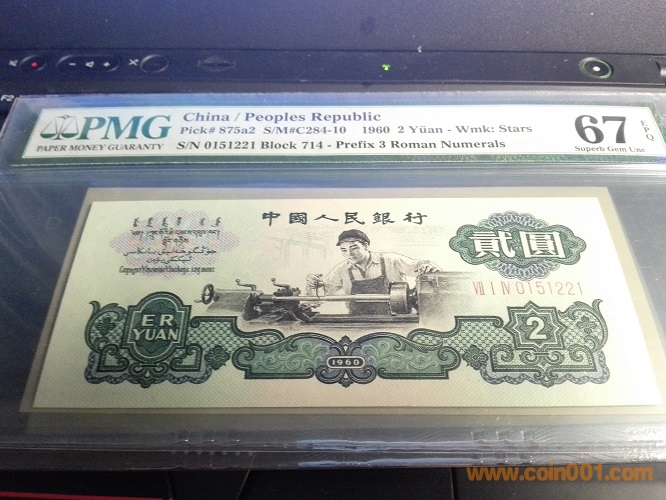 F2
PMG
PAPER MONEY GUARANTY
China / Peoples Republic
Pick# 875a2 S/M#C284-10 1960 2 Yüan - Wmk: Stars
S/N 0151221 Block 714 - Prefix 3 Roman Numerals
67 EPQ
Superb Gem Unc
中國人民銀行
貳圓
VII I IV 0151221
ER
YUAN
1960
2
www.coin001.com